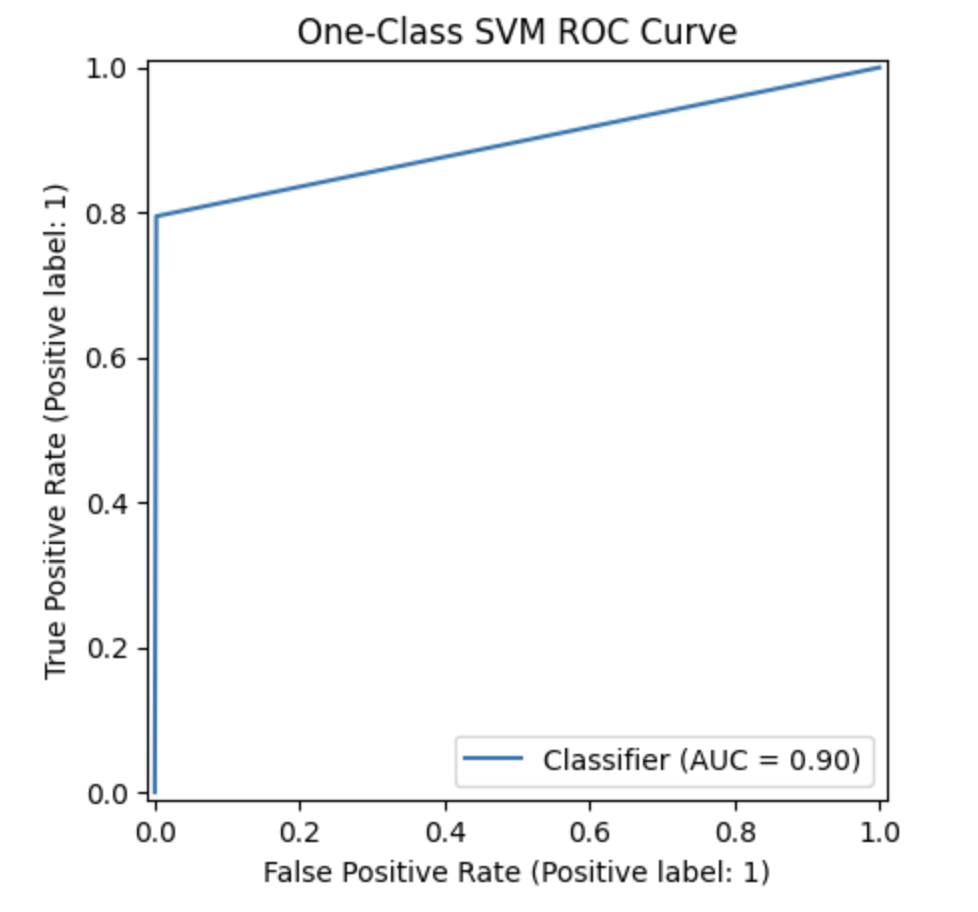 One-Class SVM ROC Curve
1.0
0.8
0.6
0.4
0.2
0.0
True Positive Rate (Positive label: 1)
Classifier (AUC = 0.90)
0.0 0.2 0.4 0.6 0.8 1.0
False Positive Rate (Positive label: 1)